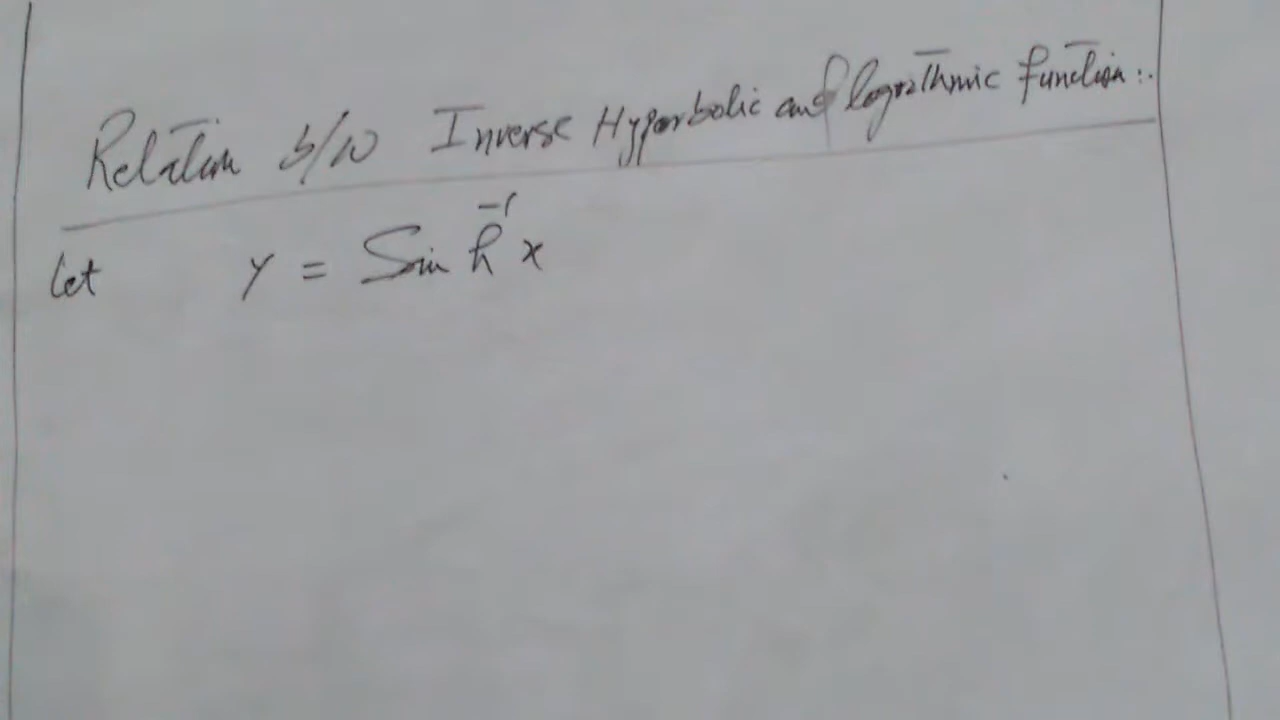 Relation b/w Inverse Hyperbolic and logarithmic function :.
Let y = Sinh⁻¹ x